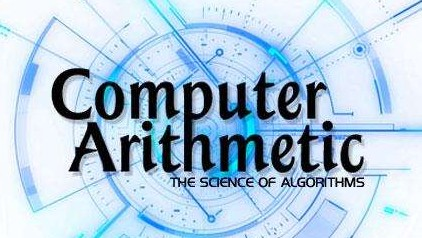 Computer
Arithmetic
THE SCIENCE OF ALGORITHMS